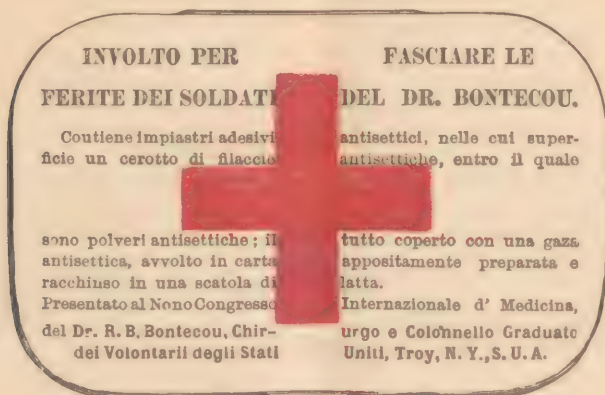 INVOLTO PER FASCIARE LE
FERITE DEI SOLDATI DEL DR. BONTECOU.
Coutiene impiastri adesivi antisettici, nelle cui super-
ficie un cerotto di filaccie antisettiche, entro il quale
sono polveri antisettiche; il tutto coperto con una gaza
antisettica, avvolto in carta appositamente preparata e
racchiuso in una scatola di latta.
Presentato al Nono Congresso Internazionale d' Medicina,
del Dr. R. B. Bontecou, Chir- urgo e Colonnello Graduato
dei Volontarii degli Stati Uniti, Troy, N. Y., S. U. A.